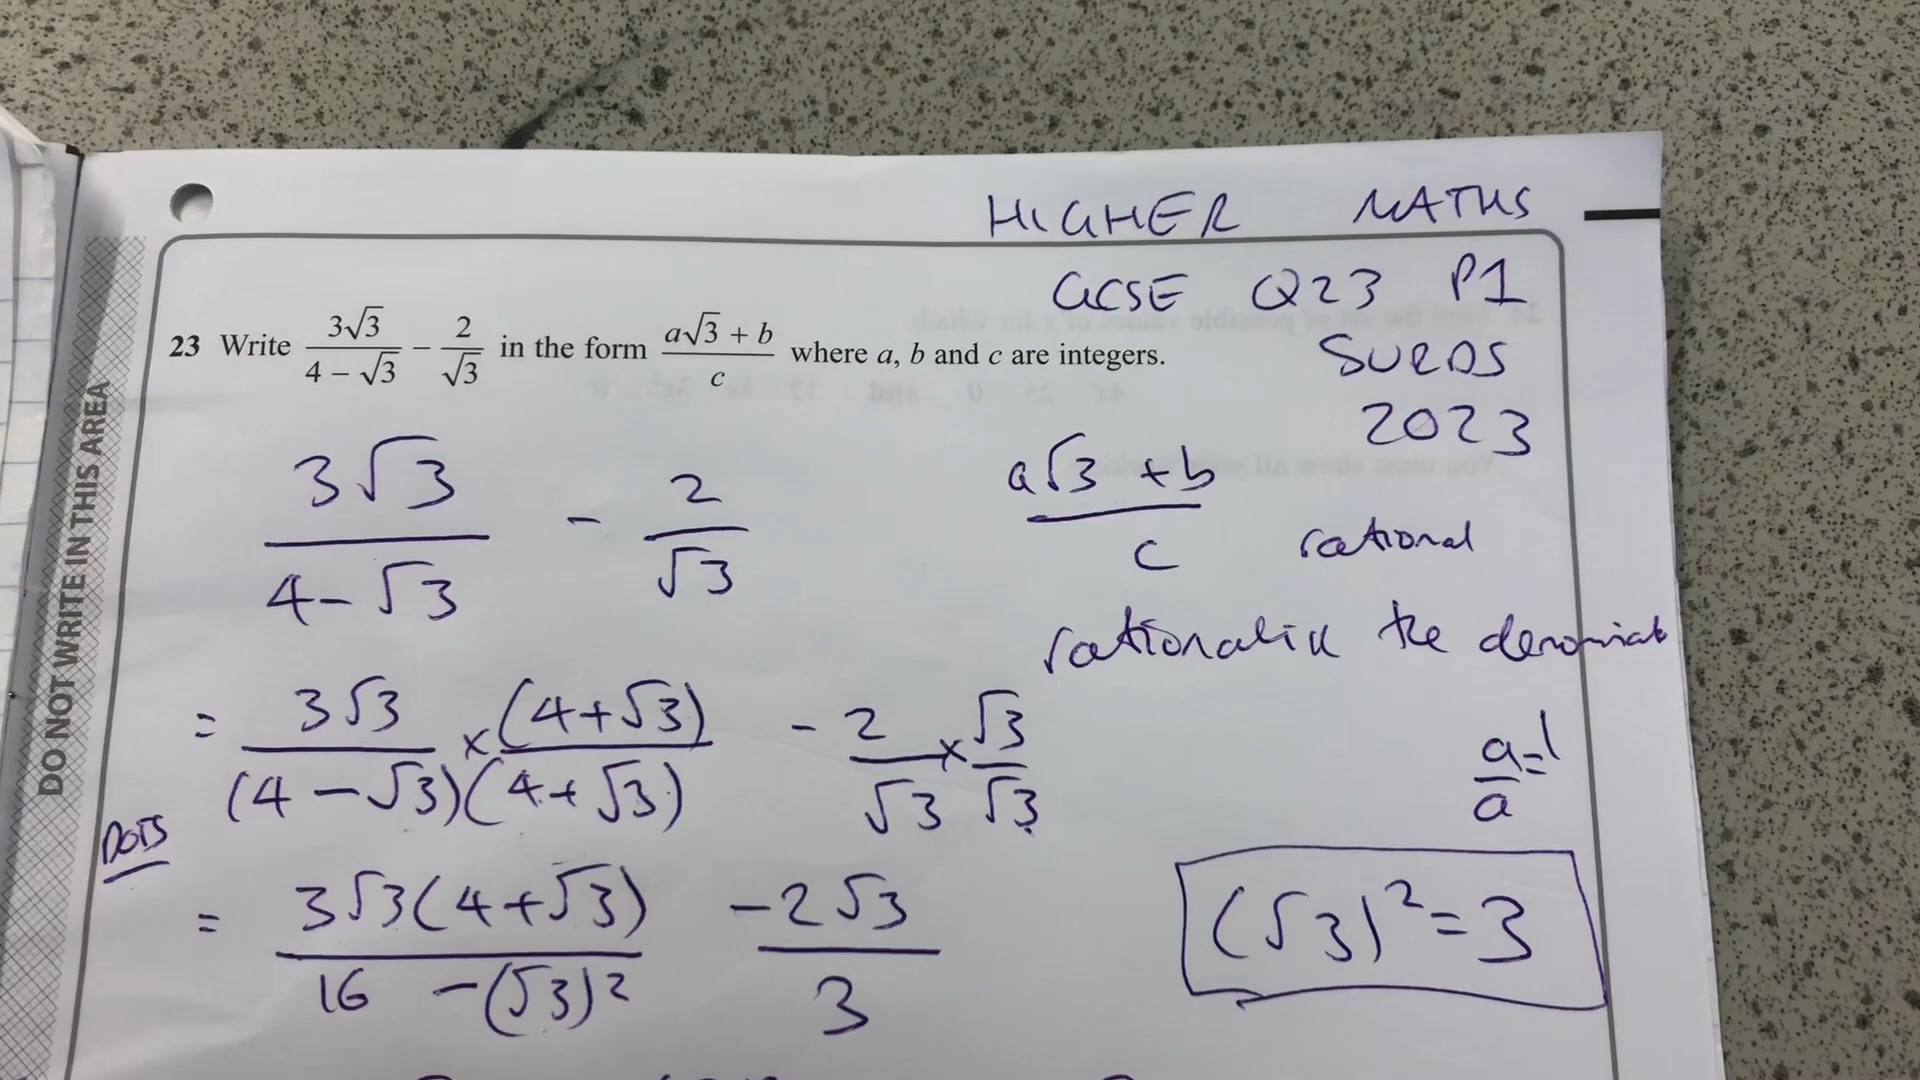 HIGHER MATHS
GCSE Q23 P1
SURDS
2023
23 Write 3√3/(4 − √3) − 2/√3 in the form (a√3 + b)/c where a, b and c are integers.
DO NOT WRITE IN THIS AREA
3√3/(4 − √3) − 2/√3
(a√3 + b)/c
rational
= 3√3/(4 − √3) × (4 + √3)/(4 + √3) − 2/√3 × √3/√3
the
a/a = 1
DOTS
= 3√3(4 + √3)/(16 − (√3)²) − 2√3/3
(√3)² = 3